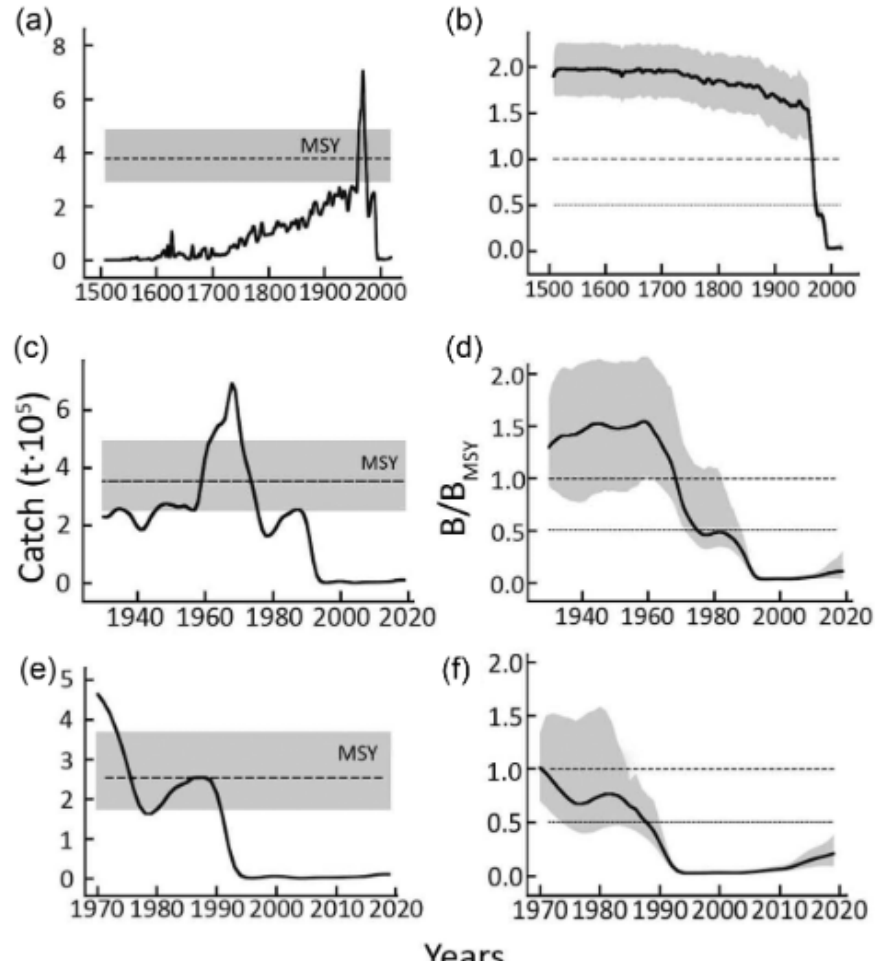 (a)
8
6
4
2
0
MSY
1500 1600 1700 1800 1900 2000
(b)
2.0
1.5
1.0
0.5
0.0
1500 1600 1700 1800 1900 2000
(c)
6
4
2
0
MSY
1940 1960 1980 2000 2020
Catch (t·10⁵)
(d)
2.0
1.5
1.0
0.5
0.0
1940 1960 1980 2000 2020
B/B_MSY
(e)
5
4
3
2
1
0
MSY
1970 1980 1990 2000 2010 2020
(f)
2.0
1.5
1.0
0.5
0.0
1970 1980 1990 2000 2010 2020
Years